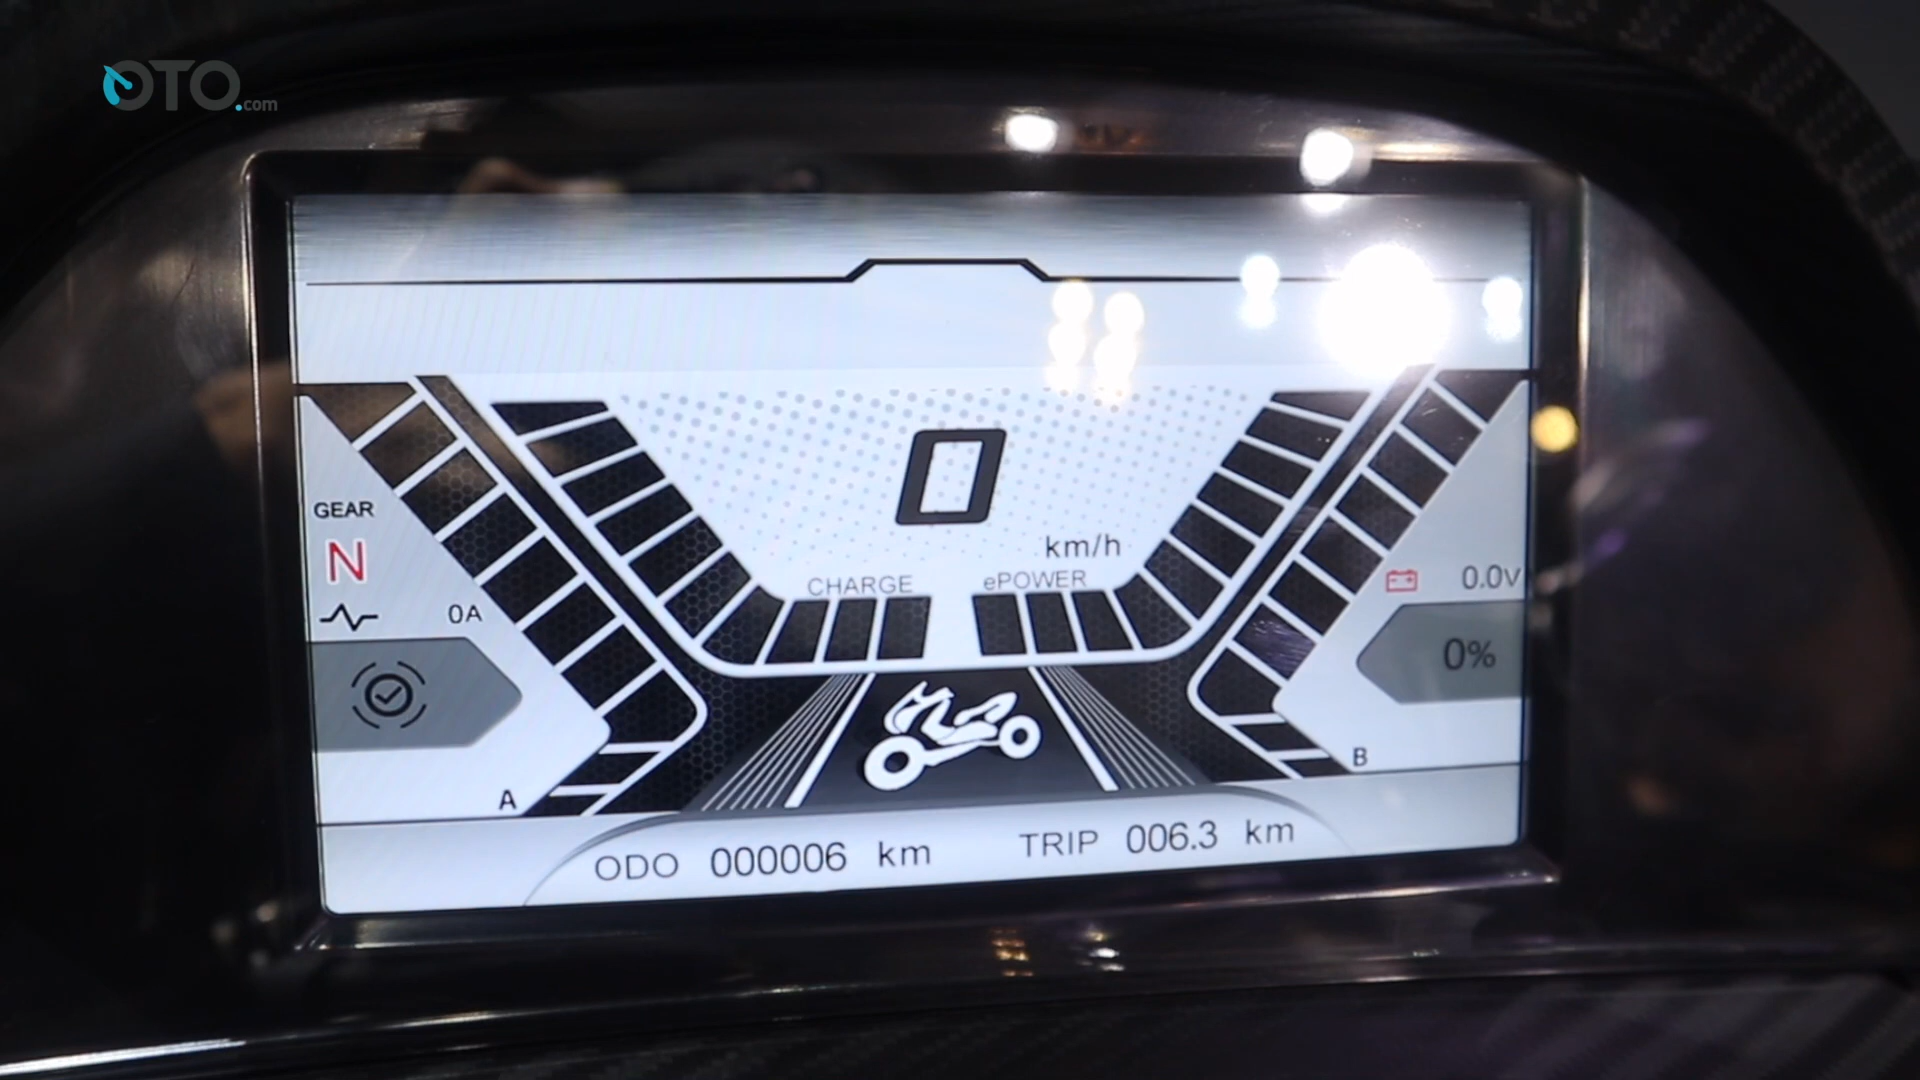 OTO.com
0
km/h
CHARGE
ePOWER
GEAR
N
0A
0.0V
0%
A
B
ODO 000006 km
TRIP 006.3 km